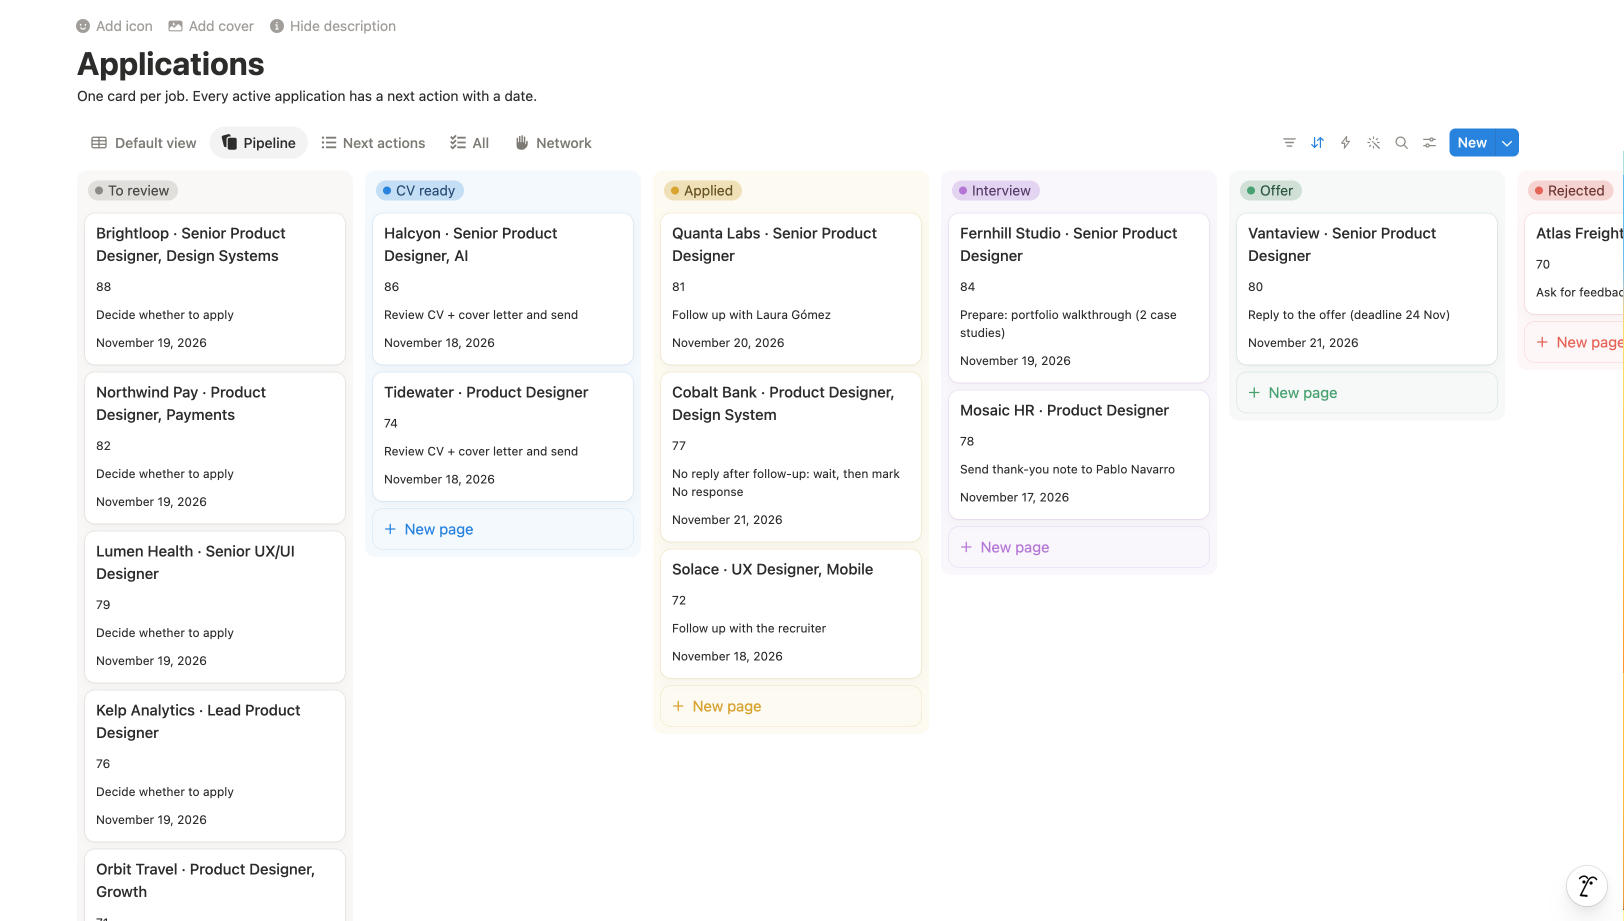 Add icon
Add cover
Hide description
Applications
One card per job. Every active application has a next action with a date.
Default view
Pipeline
Next actions
All
Network
New
To review
Brightloop · Senior Product
Designer, Design Systems
88
Decide whether to apply
November 19, 2026
Northwind Pay · Product
Designer, Payments
82
Decide whether to apply
November 19, 2026
Lumen Health · Senior UX/UI
Designer
79
Decide whether to apply
November 19, 2026
Kelp Analytics · Lead Product
Designer
76
Decide whether to apply
November 19, 2026
Orbit Travel · Product Designer,
Growth
CV ready
Halcyon · Senior Product
Designer, AI
86
Review CV + cover letter and send
November 18, 2026
Tidewater · Product Designer
74
Review CV + cover letter and send
November 18, 2026
+ New page
Applied
Quanta Labs · Senior Product
Designer
81
Follow up with Laura Gómez
November 20, 2026
Cobalt Bank · Product Designer,
Design System
77
No reply after follow-up: wait, then mark
No response
November 21, 2026
Solace · UX Designer, Mobile
72
Follow up with the recruiter
November 18, 2026
+ New page
Interview
Fernhill Studio · Senior Product
Designer
84
Prepare: portfolio walkthrough (2 case
studies)
November 19, 2026
Mosaic HR · Product Designer
78
Send thank-you note to Pablo Navarro
November 17, 2026
+ New page
Offer
Vantaview · Senior Product
Designer
80
Reply to the offer (deadline 24 Nov)
November 21, 2026
+ New page
Rejected
Atlas Freight
70
Ask for feedbac
+ New page